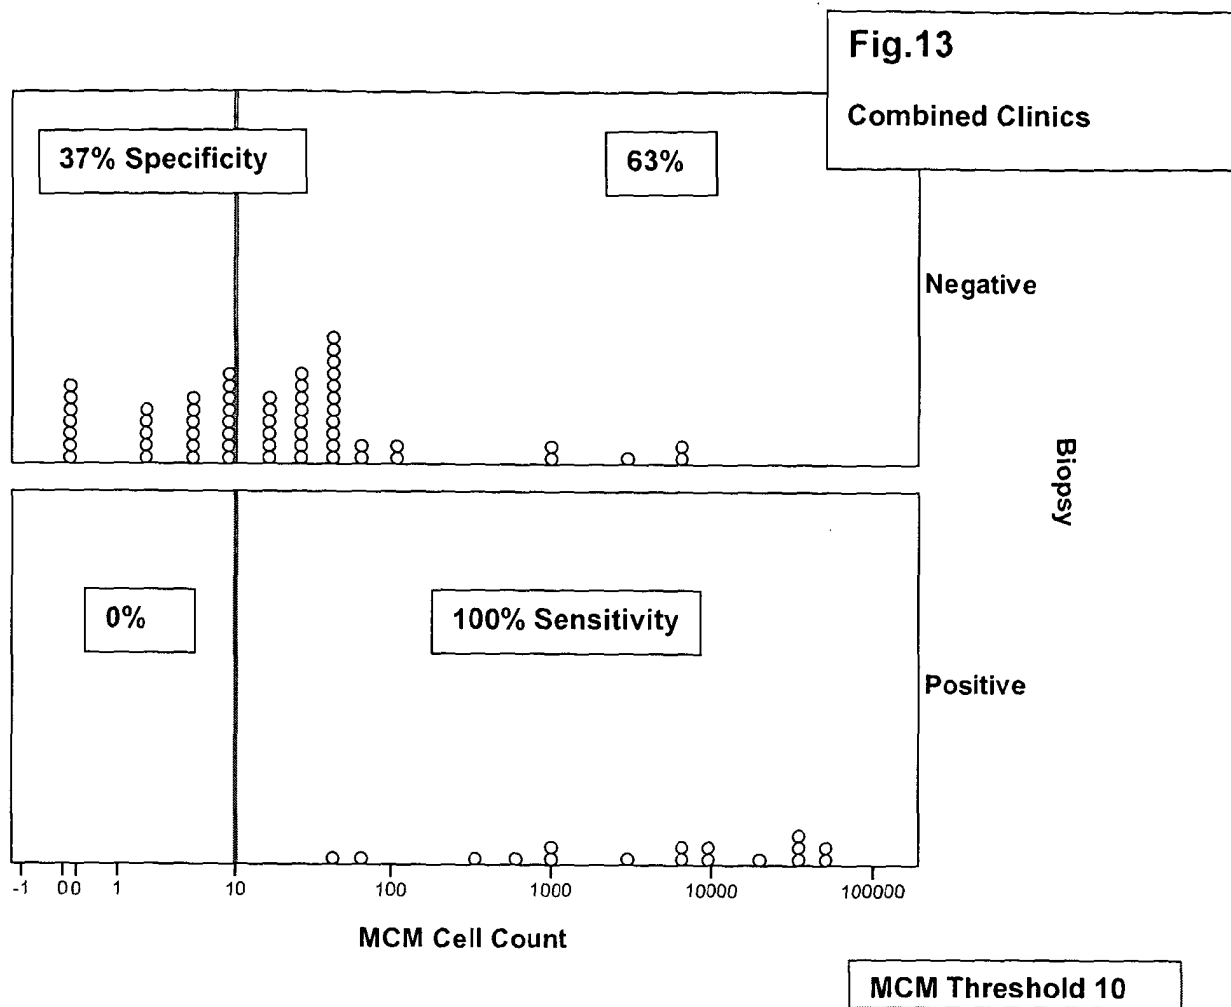 Fig.13
Combined Clinics
37% Specificity
63%
Negative
Biopsy
0%
100% Sensitivity
Positive
-1 0 0 1 10 100 1000 10000 100000
MCM Cell Count
MCM Threshold 10